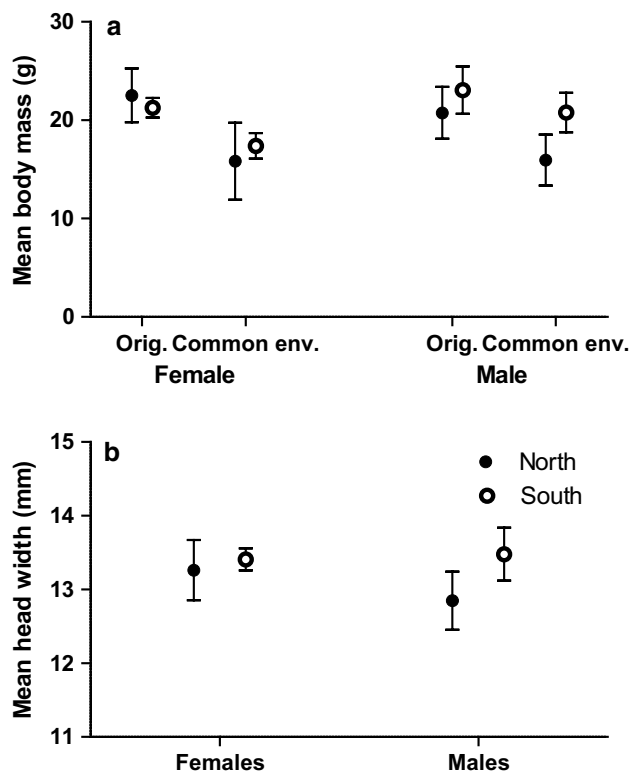 a
Mean body mass (g)
30
20
10
0
Orig. Common env. Orig. Common env.
Female Male
b
Mean head width (mm)
15
14
13
12
11
North
South
Females Males